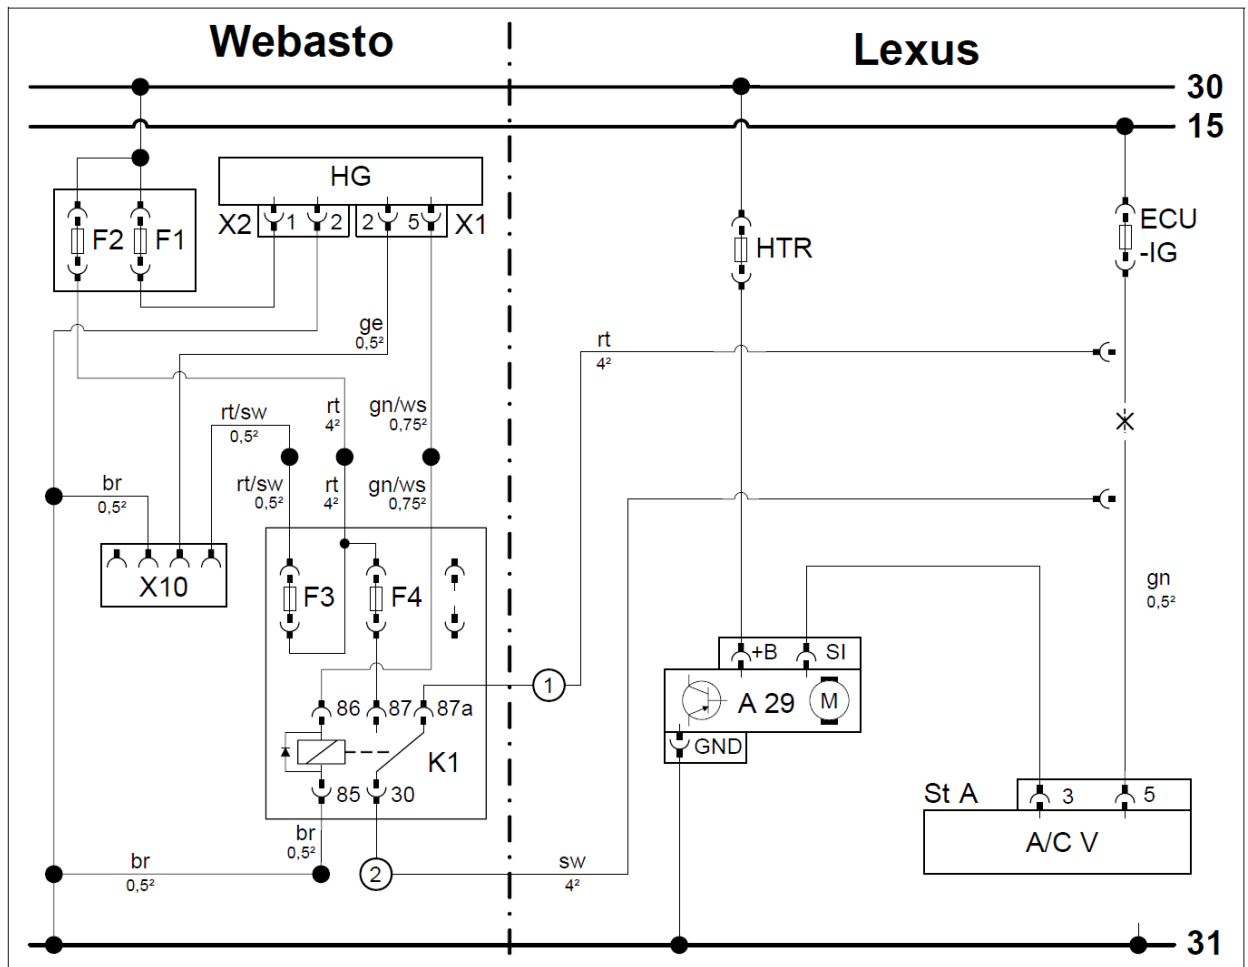 Webasto
Lexus
30
15
HG
X2
1
2
2
5
X1
F2
F1
HTR
ECU
-IG
ge
0,5²
rt
4²
rt/sw
0,5²
rt
4²
gn/ws
0,75²
br
0,5²
rt/sw
0,5²
rt
4²
gn/ws
0,75²
X10
F3
F4
gn
0,5²
+B
SI
1
86
87
87a
A 29
M
GND
K1
85
30
St A
3
5
A/C V
br
0,5²
br
0,5²
2
sw
4²
31